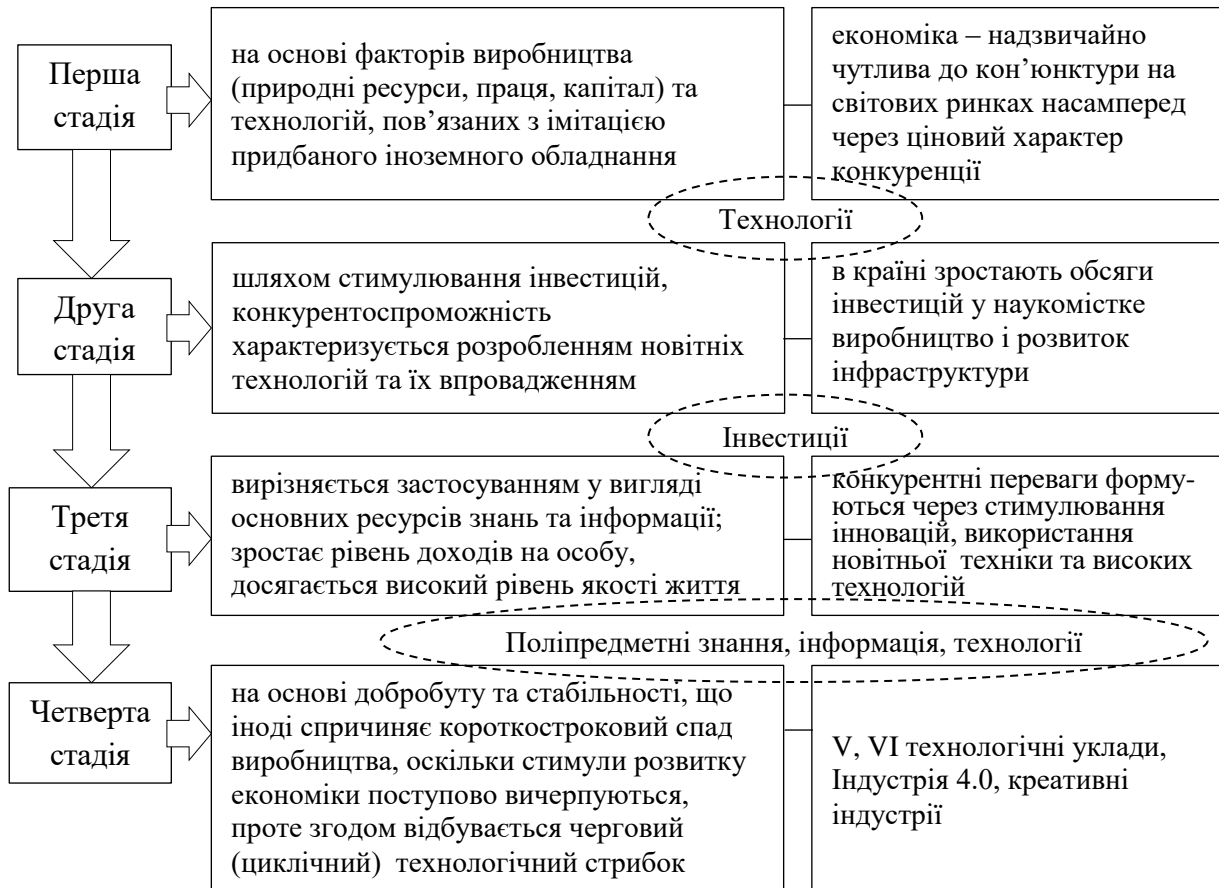 Перша
стадія
на основі факторів виробництва
(природні ресурси, праця, капітал) та
технологій, пов’язаних з імітацією
придбаного іноземного обладнання
економіка – надзвичайно
чутлива до кон’юнктури на
світових ринках насамперед
через ціновий характер
конкуренції
Технології
Друга
стадія
шляхом стимулювання інвестицій,
конкурентоспроможність
характеризується розробленням новітніх
технологій та їх впровадженням
в країні зростають обсяги
інвестицій у наукомістке
виробництво і розвиток
інфраструктури
Інвестиції
Третя
стадія
вирізняється застосуванням у вигляді
основних ресурсів знань та інформації;
зростає рівень доходів на особу,
досягається високий рівень якості життя
конкурентні переваги форму-
ються через стимулювання
інновацій, використання
новітньої техніки та високих
технологій
Поліпредметні знання, інформація, технології
Четверта
стадія
на основі добробуту та стабільності, що
іноді спричиняє короткостроковий спад
виробництва, оскільки стимули розвитку
економіки поступово вичерпуються,
проте згодом відбувається черговий
(циклічний) технологічний стрибок
V, VI технологічні уклади,
Індустрія 4.0, креативні
індустрії